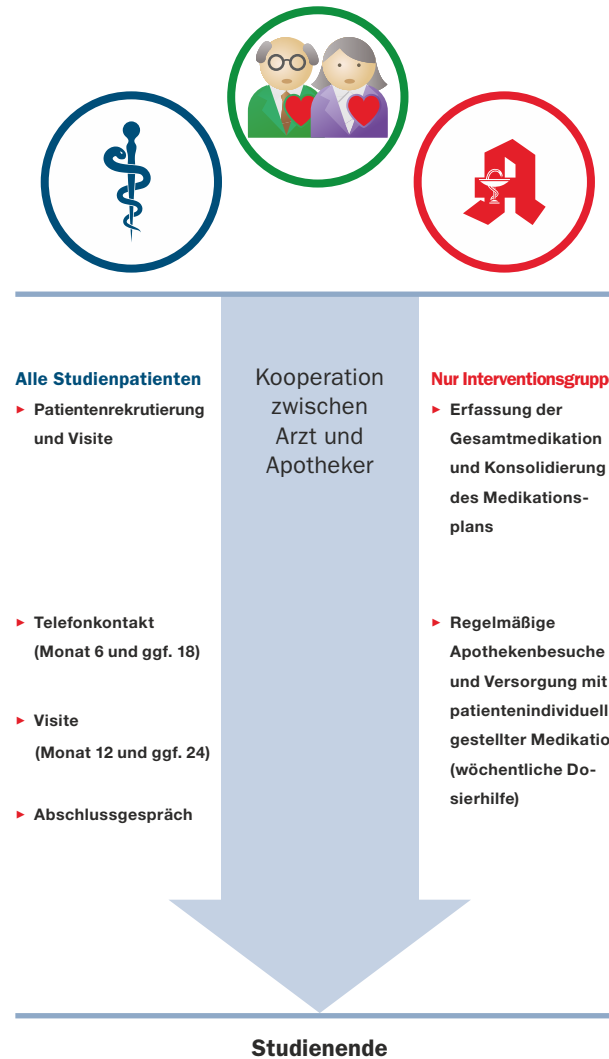 Alle Studienpatienten
► Patientenrekrutierung
und Visite
► Telefonkontakt
(Monat 6 und ggf. 18)
► Visite
(Monat 12 und ggf. 24)
► Abschlussgespräch
Kooperation
zwischen
Arzt und
Apotheker
Nur Interventionsgrupp
► Erfassung der
Gesamtmedikation
und Konsolidierung
des Medikations-
plans
► Regelmäßige
Apothekenbesuche
und Versorgung mit
patientenindividuell
gestellter Medikatio
(wöchentliche Do-
sierhilfe)
Studienende